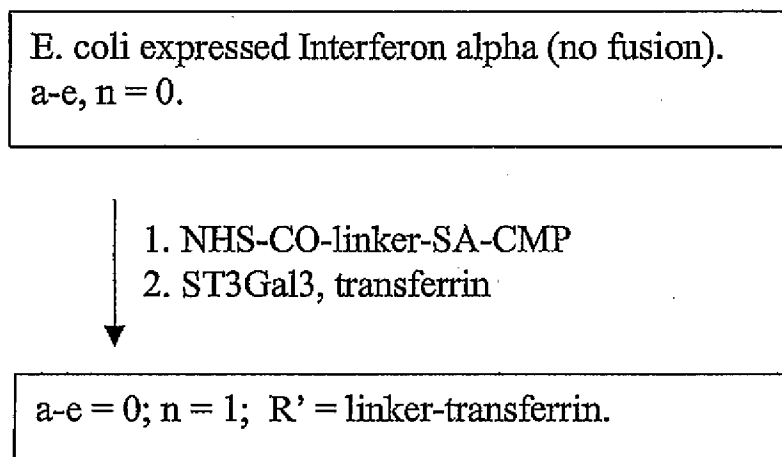 E. coli expressed Interferon alpha (no fusion).
a-e, n = 0.
1. NHS-CO-linker-SA-CMP
2. ST3Gal3, transferrin
a-e = 0; n = 1; R' = linker-transferrin.